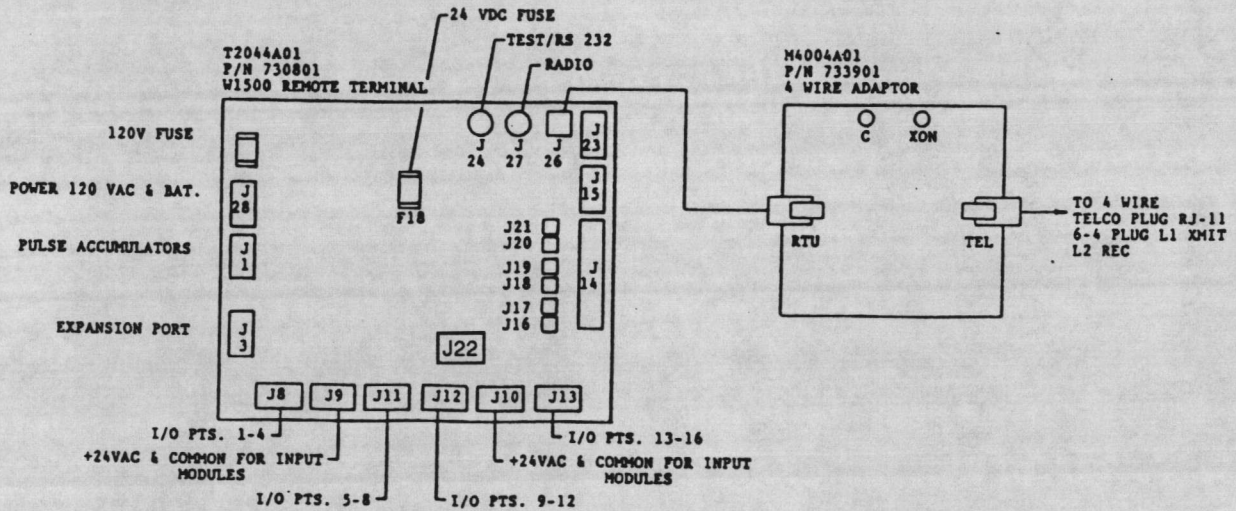 24 VDC FUSE
TEST/RS 232
RADIO
T2044A01
P/N 730801
W1500 REMOTE TERMINAL
M4004A01
P/N 733901
4 WIRE ADAPTOR
120V FUSE
J 24
J 27
J 26
J 23
C
XON
POWER 120 VAC & BAT.
J 28
F18
J 15
PULSE ACCUMULATORS
J 1
J21
J20
J19
J18
J17
J16
J 14
RTU
TEL
TO 4 WIRE
TELCO PLUG RJ-11
6-4 PLUG L1 XMIT
L2 REC
EXPANSION PORT
J 3
J22
J8
J9
J11
J12
J10
J13
I/O PTS. 1-4
I/O PTS. 13-16
+24VAC & COMMON FOR INPUT
MODULES
+24VAC & COMMON FOR INPUT
MODULES
I/O PTS. 5-8
I/O PTS. 9-12